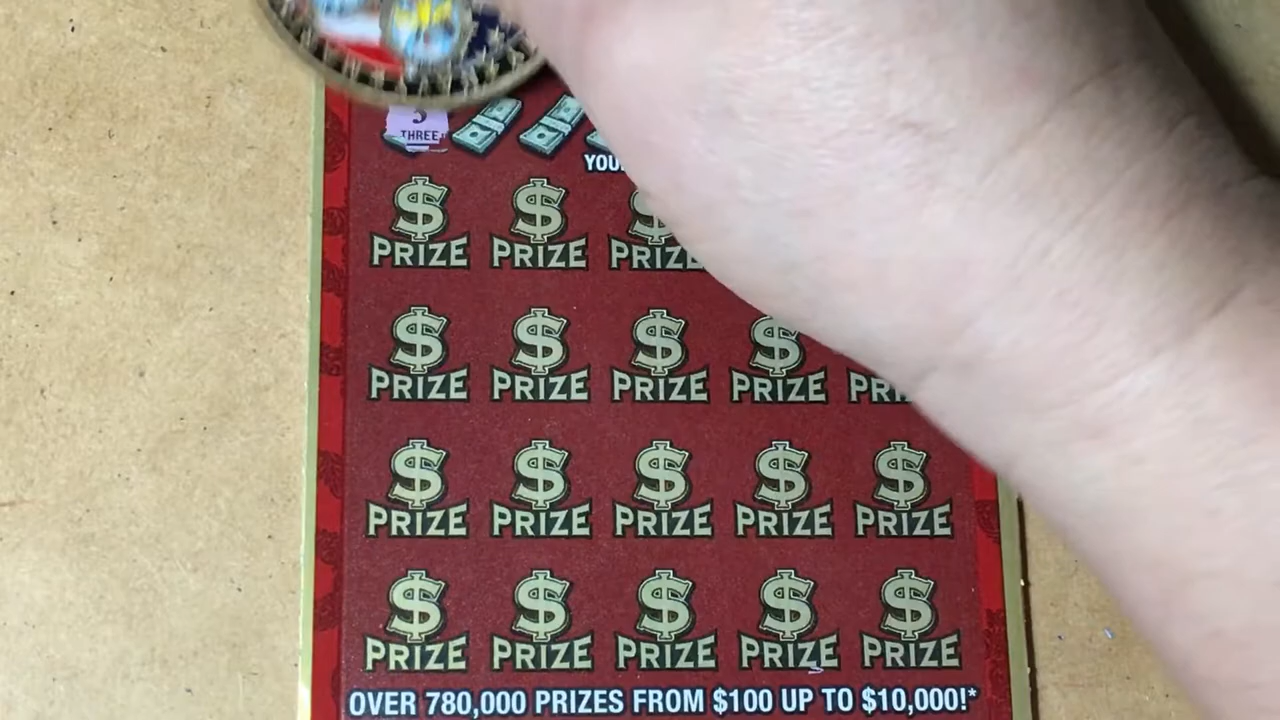 3
THREE
YOU
$ $ $
PRIZE PRIZE PRIZE
$ $ $ $
PRIZE PRIZE PRIZE PRIZE PRI
$ $ $ $ $
PRIZE PRIZE PRIZE PRIZE PRIZE
$ $ $ $ $
PRIZE PRIZE PRIZE PRIZE PRIZE
OVER 780,000 PRIZES FROM $100 UP TO $10,000!*